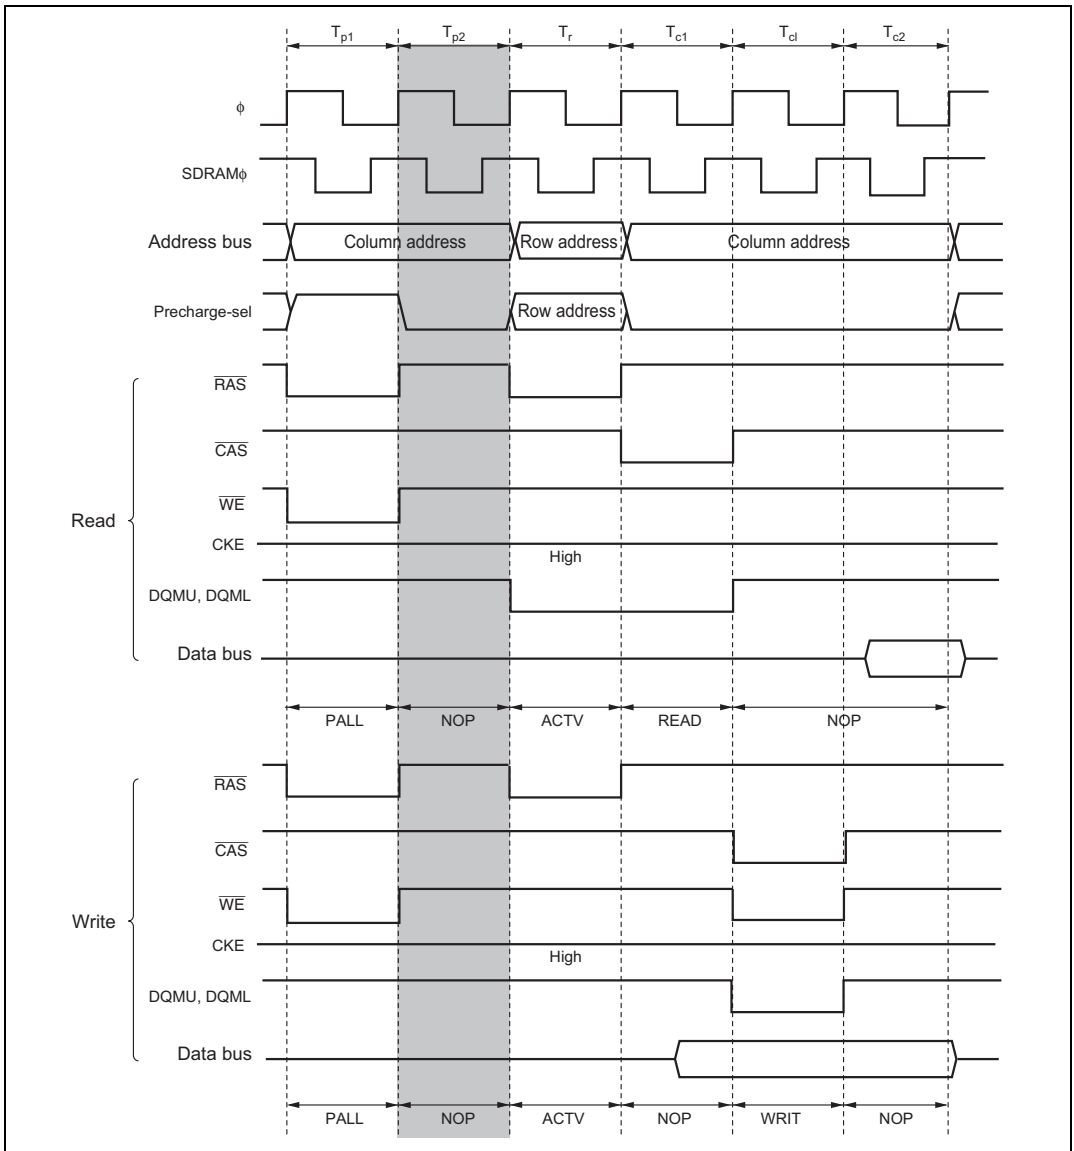 Tp1 Tp2 Tr Tc1 Tcl Tc2
ϕ
SDRAMϕ
Address bus Column address Row address Column address
Precharge-sel Row address
Read
RAS
CAS
WE
CKE High
DQMU, DQML
Data bus
PALL NOP ACTV READ NOP
Write
RAS
CAS
WE
CKE High
DQMU, DQML
Data bus
PALL NOP ACTV NOP WRIT NOP